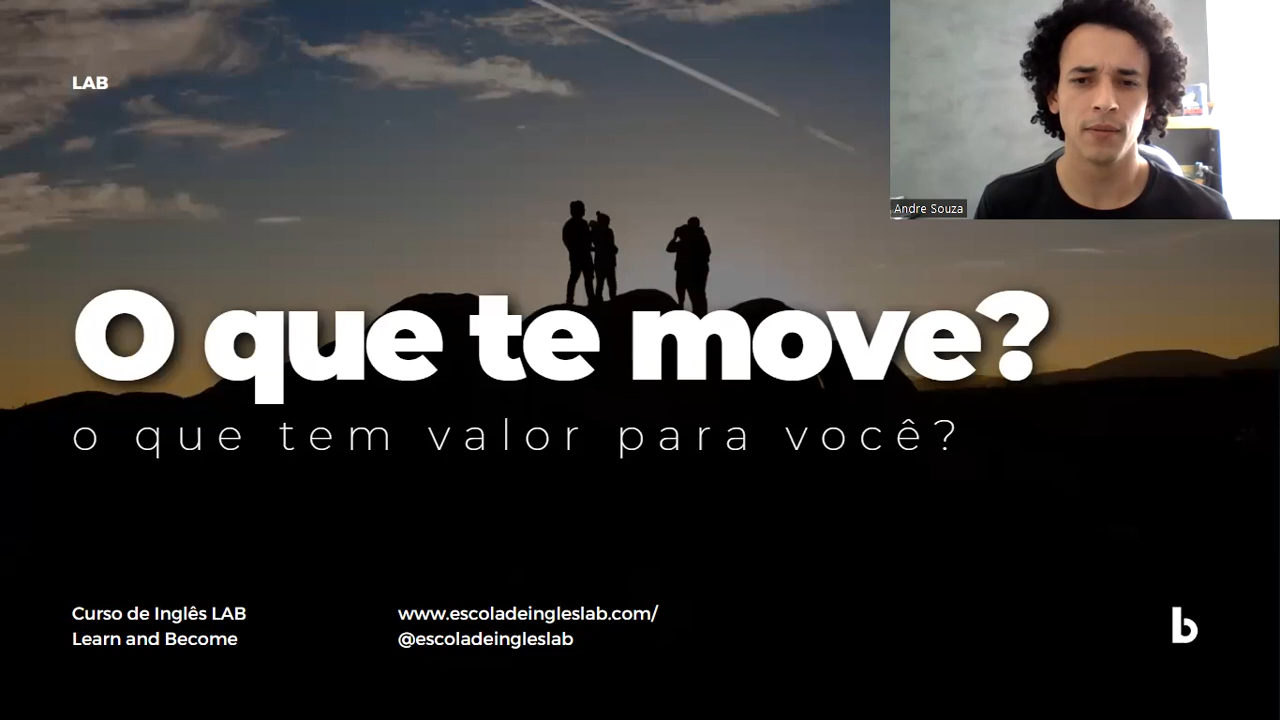 LAB
Andre Souza
O que te move?
o que tem valor para você?
Curso de Inglês LAB
Learn and Become
www.escoladeingleslab.com/
@escoladeingleslab
b